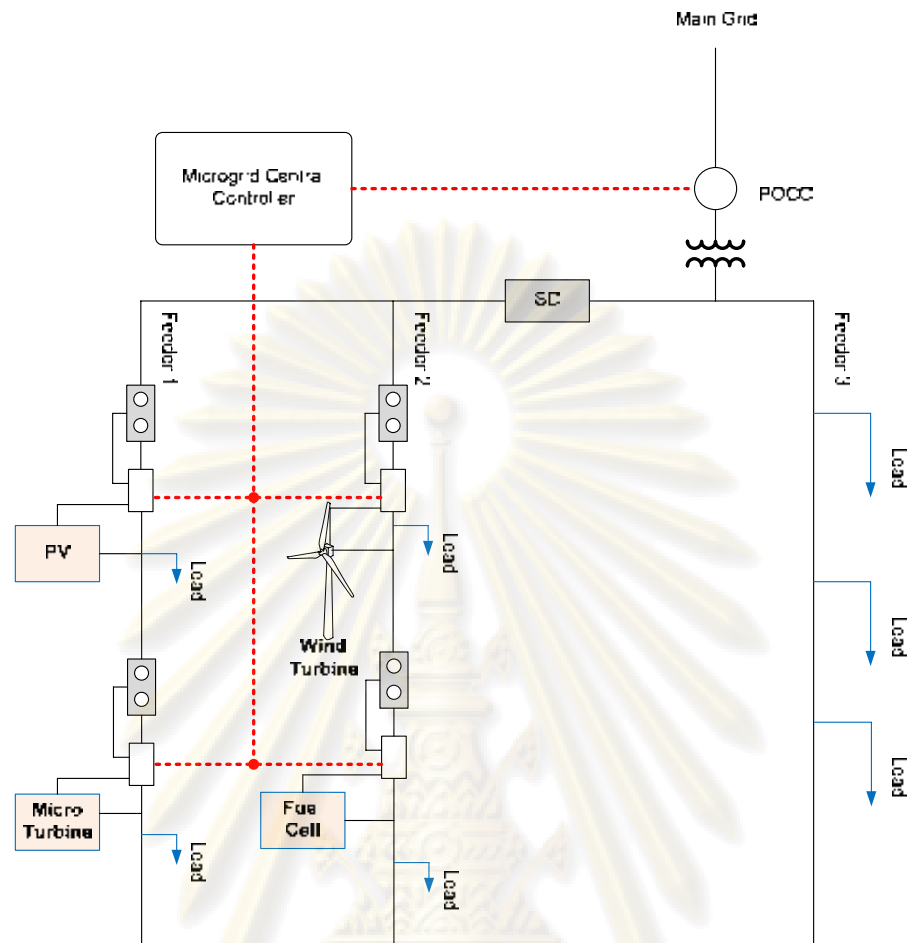 Main Grid
Microgrid Central
Controller
POCC
SD
Feeder 1
Feeder 2
Feeder 3
Load
PV
Load
Load
Wind
Turbine
Load
Load
Micro
Turbine
Fuel
Cell
Load
Load